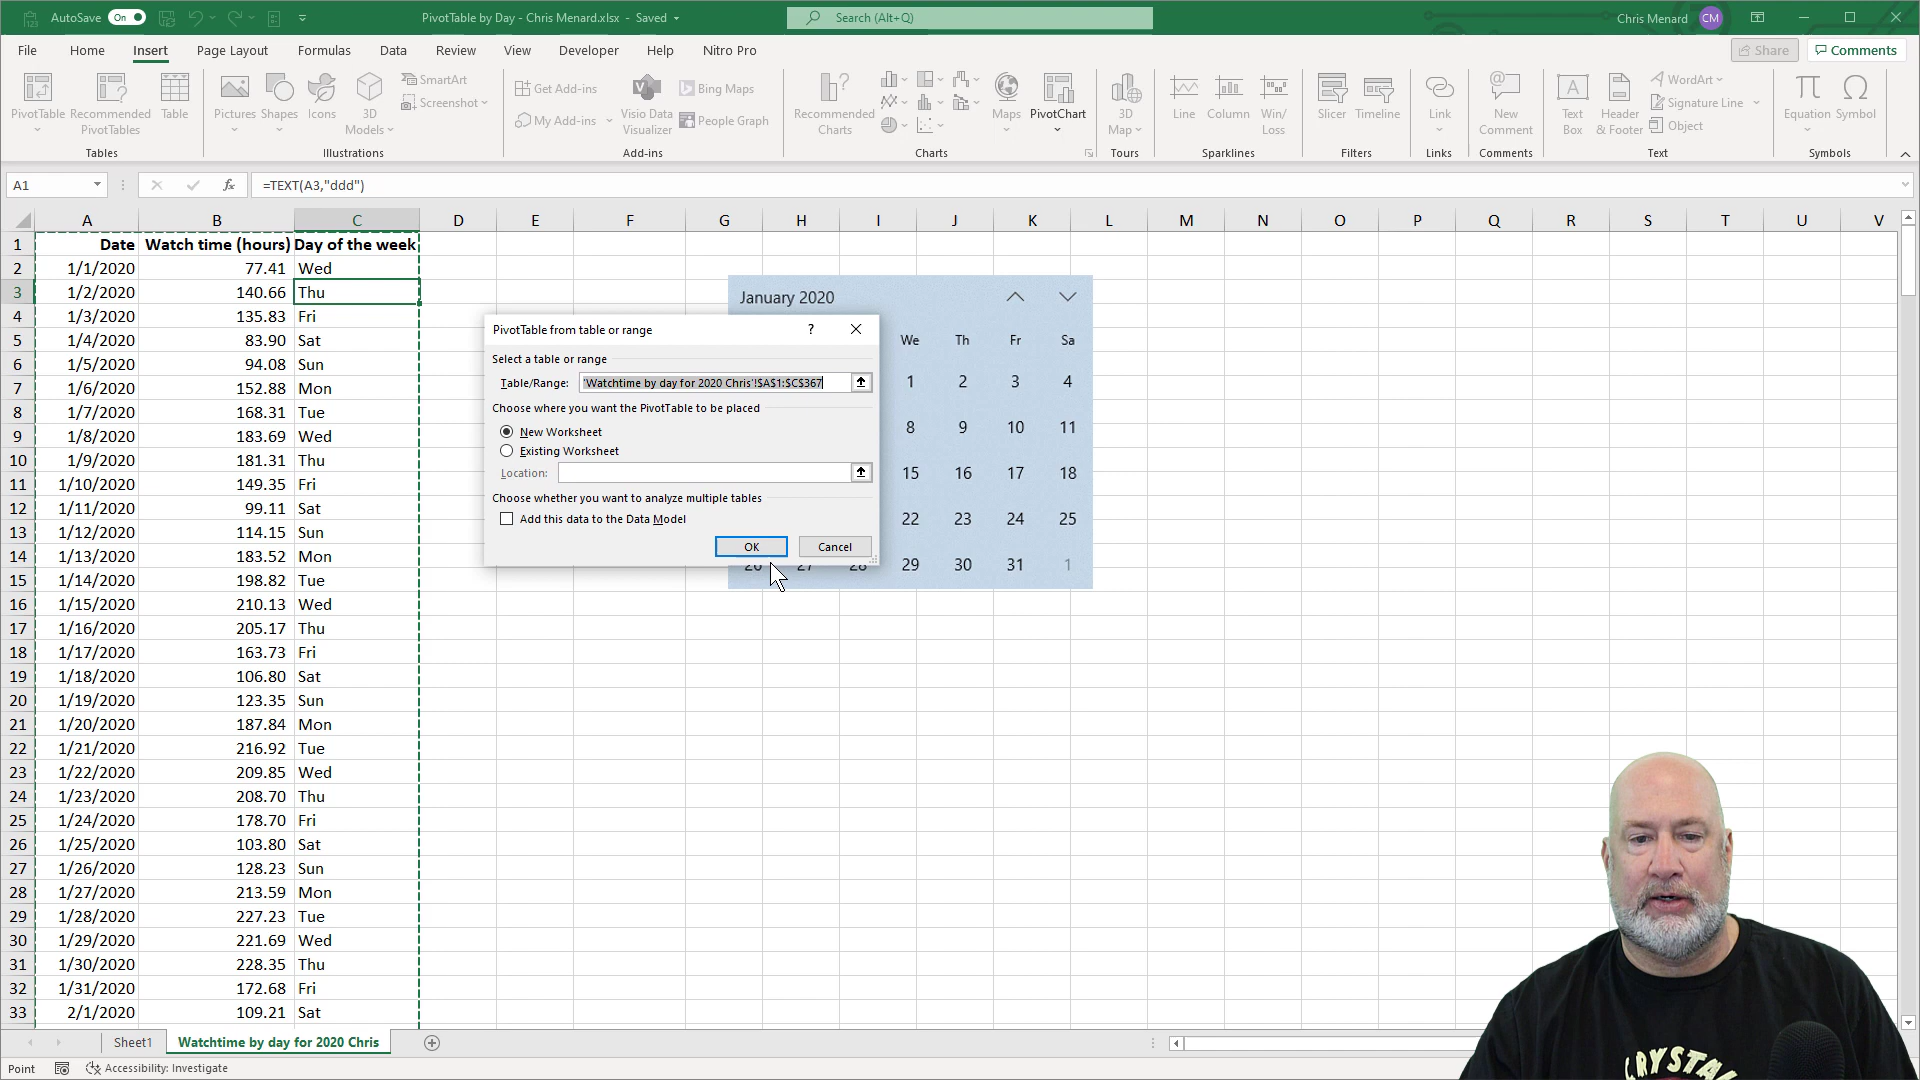 AutoSave On PivotTable by Day - Chris Menard.xlsx - Saved Search (Alt+Q) Chris Menard CM
File Home Insert Page Layout Formulas Data Review View Developer Help Nitro Pro Share Comments
PivotTable Recommended PivotTables Table
Tables
Pictures Shapes Icons 3D Models SmartArt Screenshot
Illustrations
Get Add-ins My Add-ins Visio Data Visualizer Bing Maps People Graph
Add-ins
Recommended Charts Maps PivotChart
Charts
3D Map
Tours
Line Column Win/Loss
Sparklines
Slicer Timeline
Filters
Link
Links
New Comment
Comments
Text Box Header & Footer WordArt Signature Line Object
Text
Equation Symbol
Symbols
A1 fx =TEXT(A3,"ddd")
A B C D E F G H I J K L M N O P Q R S T U V
1 Date Watch time (hours) Day of the week
2 1/1/2020 77.41 Wed
3 1/2/2020 140.66 Thu
4 1/3/2020 135.83 Fri
5 1/4/2020 83.90 Sat
6 1/5/2020 94.08 Sun
7 1/6/2020 152.88 Mon
8 1/7/2020 168.31 Tue
9 1/8/2020 183.69 Wed
10 1/9/2020 181.31 Thu
11 1/10/2020 149.35 Fri
12 1/11/2020 99.11 Sat
13 1/12/2020 114.15 Sun
14 1/13/2020 183.52 Mon
15 1/14/2020 198.82 Tue
16 1/15/2020 210.13 Wed
17 1/16/2020 205.17 Thu
18 1/17/2020 163.73 Fri
19 1/18/2020 106.80 Sat
20 1/19/2020 123.35 Sun
21 1/20/2020 187.84 Mon
22 1/21/2020 216.92 Tue
23 1/22/2020 209.85 Wed
24 1/23/2020 208.70 Thu
25 1/24/2020 178.70 Fri
26 1/25/2020 103.80 Sat
27 1/26/2020 128.23 Sun
28 1/27/2020 213.59 Mon
29 1/28/2020 227.23 Tue
30 1/29/2020 221.69 Wed
31 1/30/2020 228.35 Thu
32 1/31/2020 172.68 Fri
33 2/1/2020 109.21 Sat
PivotTable from table or range ?
Select a table or range
Table/Range: 'Watchtime by day for 2020 Chris'!$A$1:$C$367
Choose where you want the PivotTable to be placed
New Worksheet
Existing Worksheet
Location:
Choose whether you want to analyze multiple tables
Add this data to the Data Model
OK Cancel
January 2020
We Th Fr Sa
1 2 3 4
8 9 10 11
15 16 17 18
22 23 24 25
26 27 28 29 30 31 1
Sheet1 Watchtime by day for 2020 Chris
Point Accessibility: Investigate